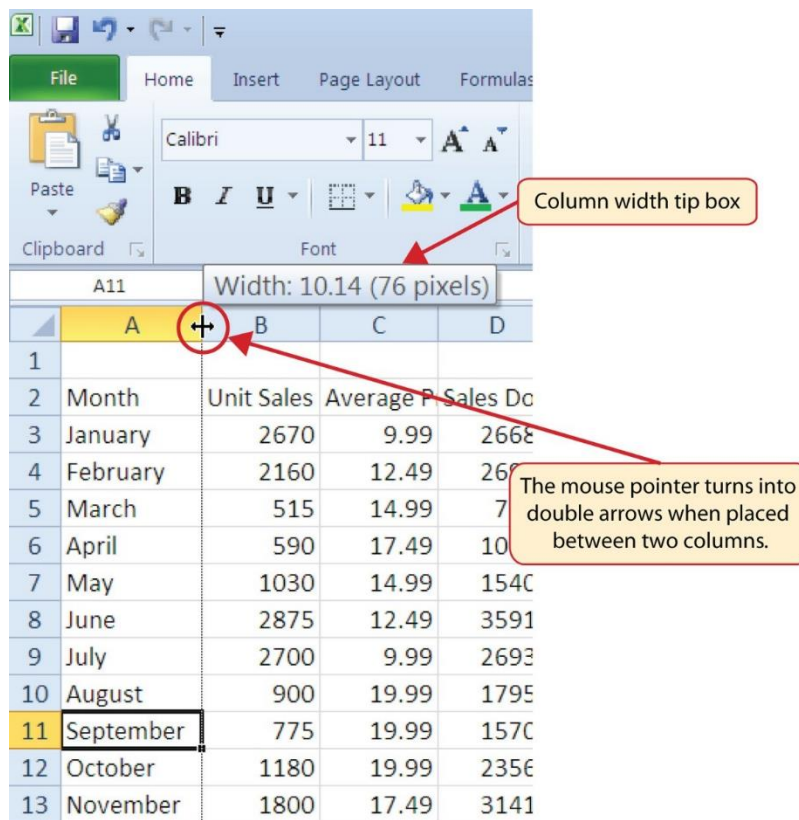 File Home Insert Page Layout Formulas
Calibri 11 A A
Paste B I U A
Clipboard Font
Column width tip box
A11 Width: 10.14 (76 pixels)
A B C D
1
2 Month Unit Sales Average P Sales Do
3 January 2670 9.99 2668
4 February 2160 12.49 26
5 March 515 14.99 7
6 April 590 17.49 10
The mouse pointer turns into
double arrows when placed
between two columns.
7 May 1030 14.99 1540
8 June 2875 12.49 3591
9 July 2700 9.99 2693
10 August 900 19.99 1795
11 September 775 19.99 1570
12 October 1180 19.99 2356
13 November 1800 17.49 3141